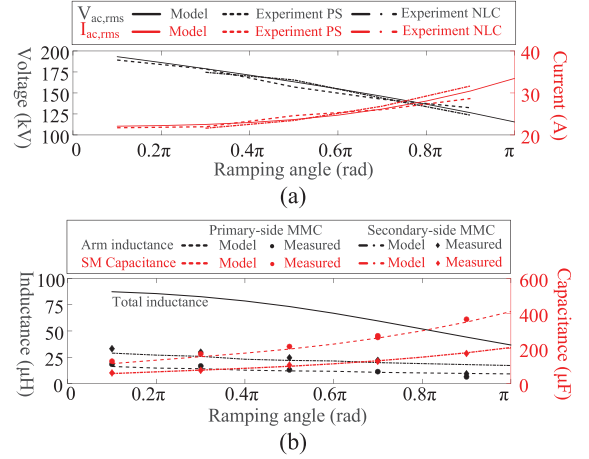 V_ac,rms Model Experiment PS Experiment NLC
I_ac,rms Model Experiment PS Experiment NLC
200 40
175
150 30
125
100 20
Voltage (kV)
Current (A)
0 0.2π 0.4π 0.6π 0.8π π
Ramping angle (rad)
(a)
Primary-side MMC Secondary-side MMC
Arm inductance Model Measured Model Measured
SM Capacitance Model Measured Model Measured
100 600
Total inductance
75
400
50
25 200
0 0
Inductance (μH)
Capacitance (μF)
0 0.2π 0.4π 0.6π 0.8π π
Ramping angle (rad)
(b)